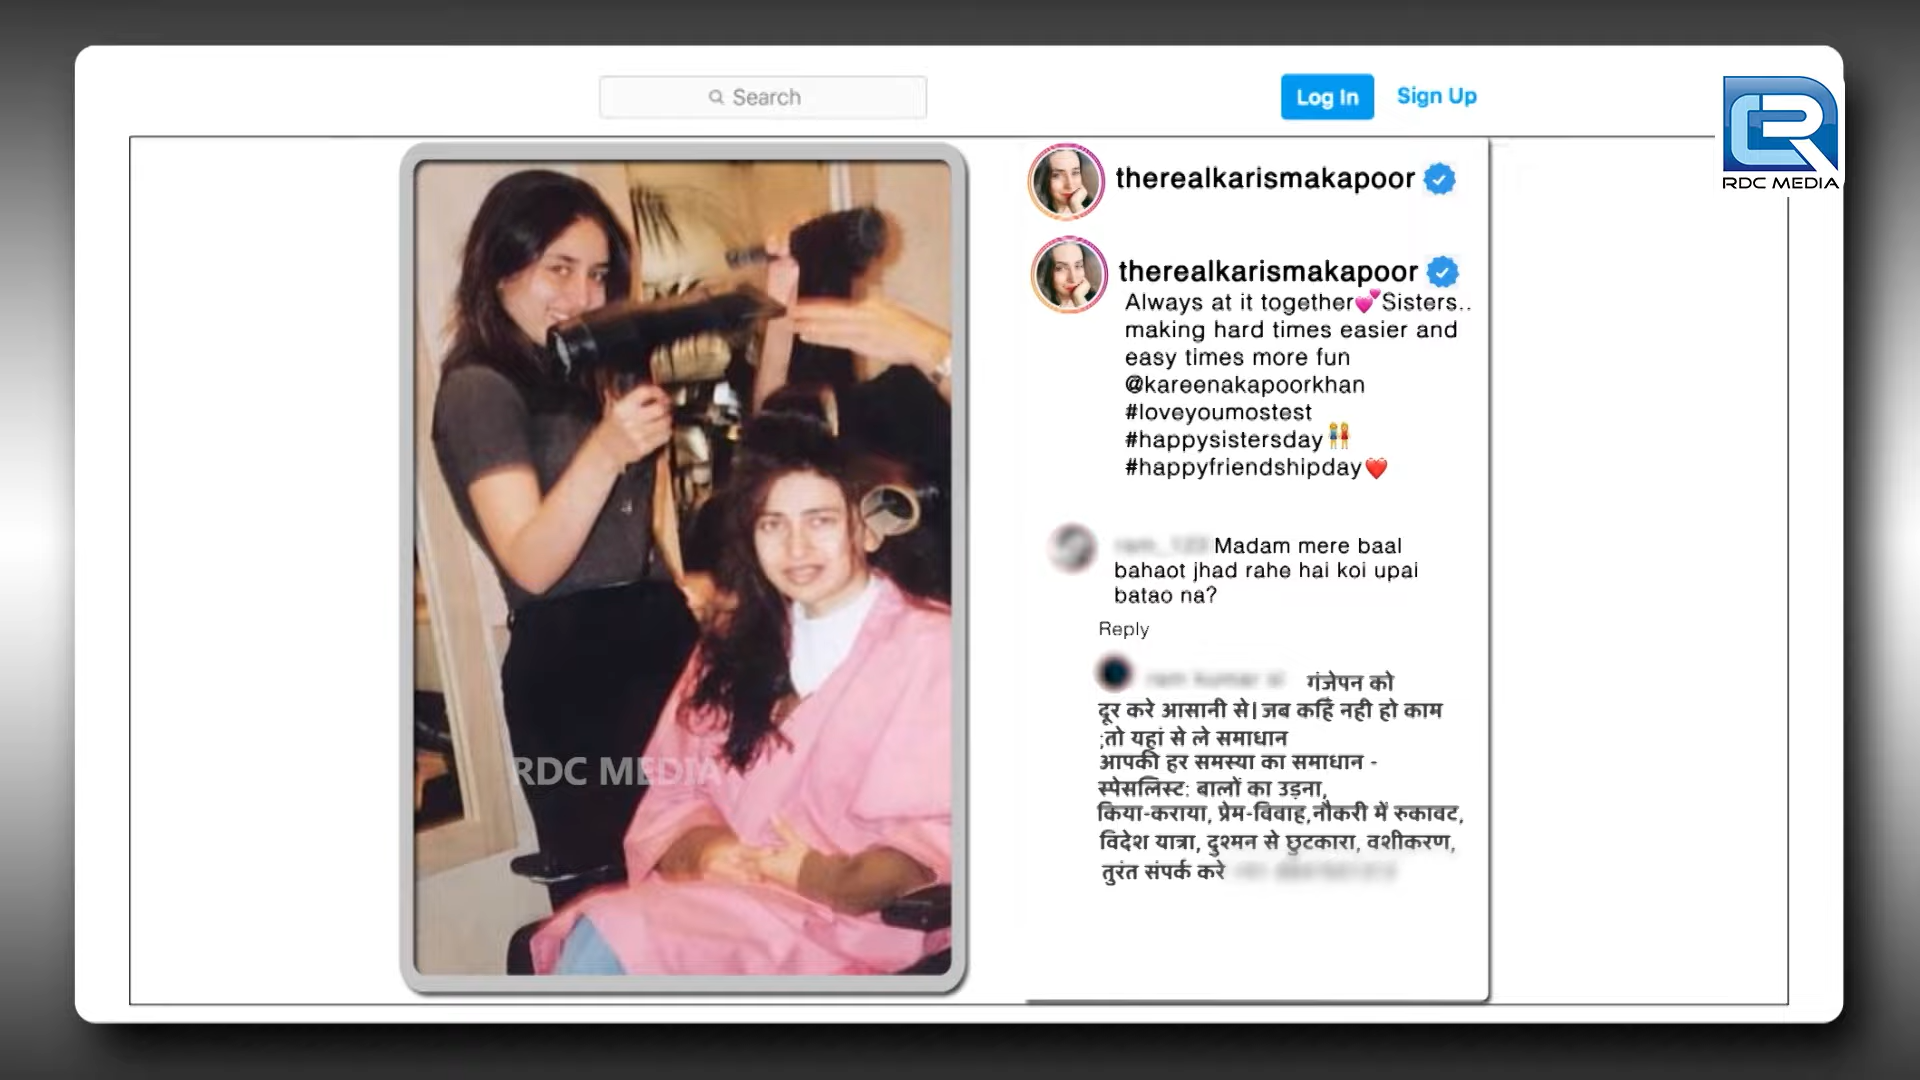 Search
Log In
Sign Up
RDC MEDIA
therealkarismakapoor
therealkarismakapoor
Always at it together💕Sisters..
making hard times easier and
easy times more fun
@kareenakapoorkhan
#loveyoumostest
#happysistersday👭
#happyfriendshipday❤️
Madam mere baal
bahaot jhad rahe hai koi upai
batao na?
Reply
गंजेपन को
दूर करे आसानी से। जब कहिं नही हो काम
;तो यहां से ले समाधान
आपकी हर समस्या का समाधान -
स्पेसलिस्ट: बालों का उड़ना,
किया-कराया, प्रेम-विवाह,नौकरी में रुकावट,
विदेश यात्रा, दुश्मन से छुटकारा, वशीकरण,
तुरंत संपर्क करे
RDC MEDIA